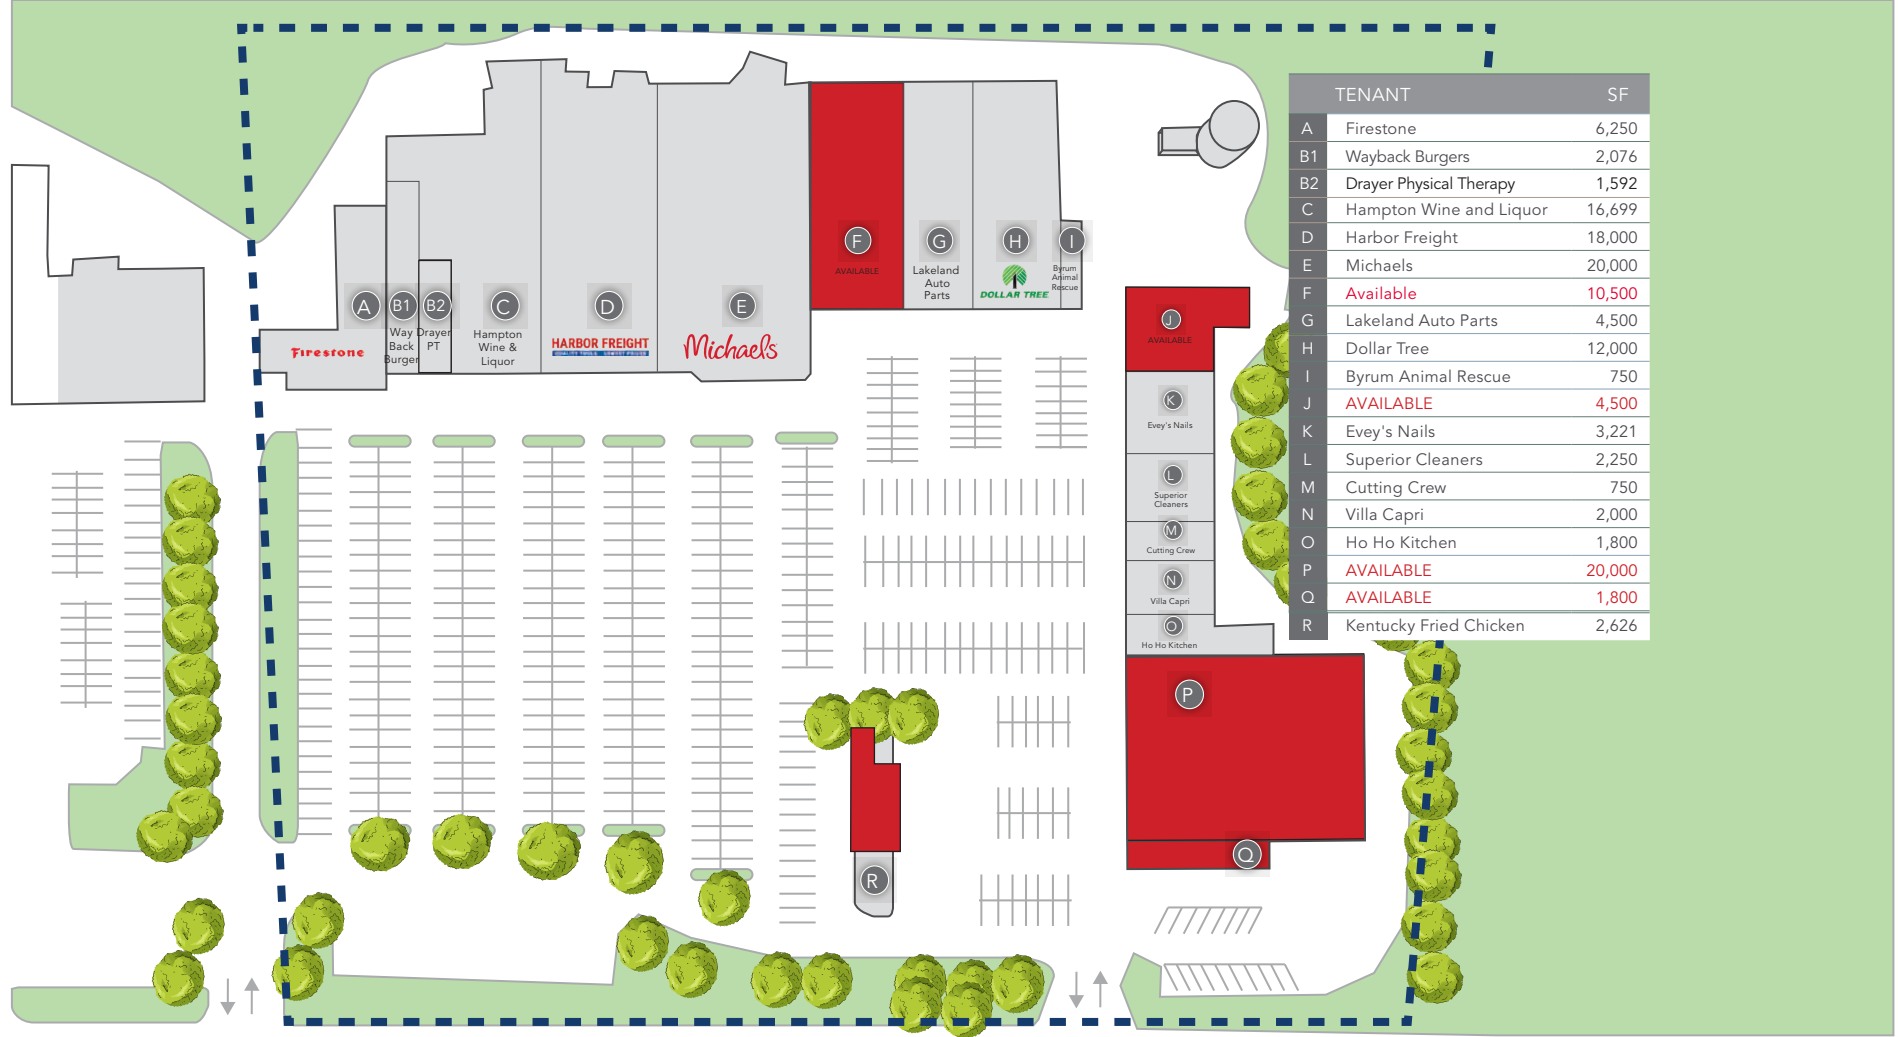 A
B1
B2
C
D
E
F
G
H
I
Firestone
Way
Back
Burger
Drayer
PT
Hampton
Wine &
Liquor
HARBOR FREIGHT
QUALITY TOOLS LOWEST PRICES
Michaels
AVAILABLE
Lakeland
Auto
Parts
DOLLAR TREE
Byrum
Animal
Rescue
J
AVAILABLE
K
Evey's Nails
L
Superior
Cleaners
M
Cutting Crew
N
Villa Capri
O
Ho Ho Kitchen
P
Q
R
TENANT SF
A Firestone 6,250
B1 Wayback Burgers 2,076
B2 Drayer Physical Therapy 1,592
C Hampton Wine and Liquor 16,699
D Harbor Freight 18,000
E Michaels 20,000
F Available 10,500
G Lakeland Auto Parts 4,500
H Dollar Tree 12,000
I Byrum Animal Rescue 750
J AVAILABLE 4,500
K Evey's Nails 3,221
L Superior Cleaners 2,250
M Cutting Crew 750
N Villa Capri 2,000
O Ho Ho Kitchen 1,800
P AVAILABLE 20,000
Q AVAILABLE 1,800
R Kentucky Fried Chicken 2,626